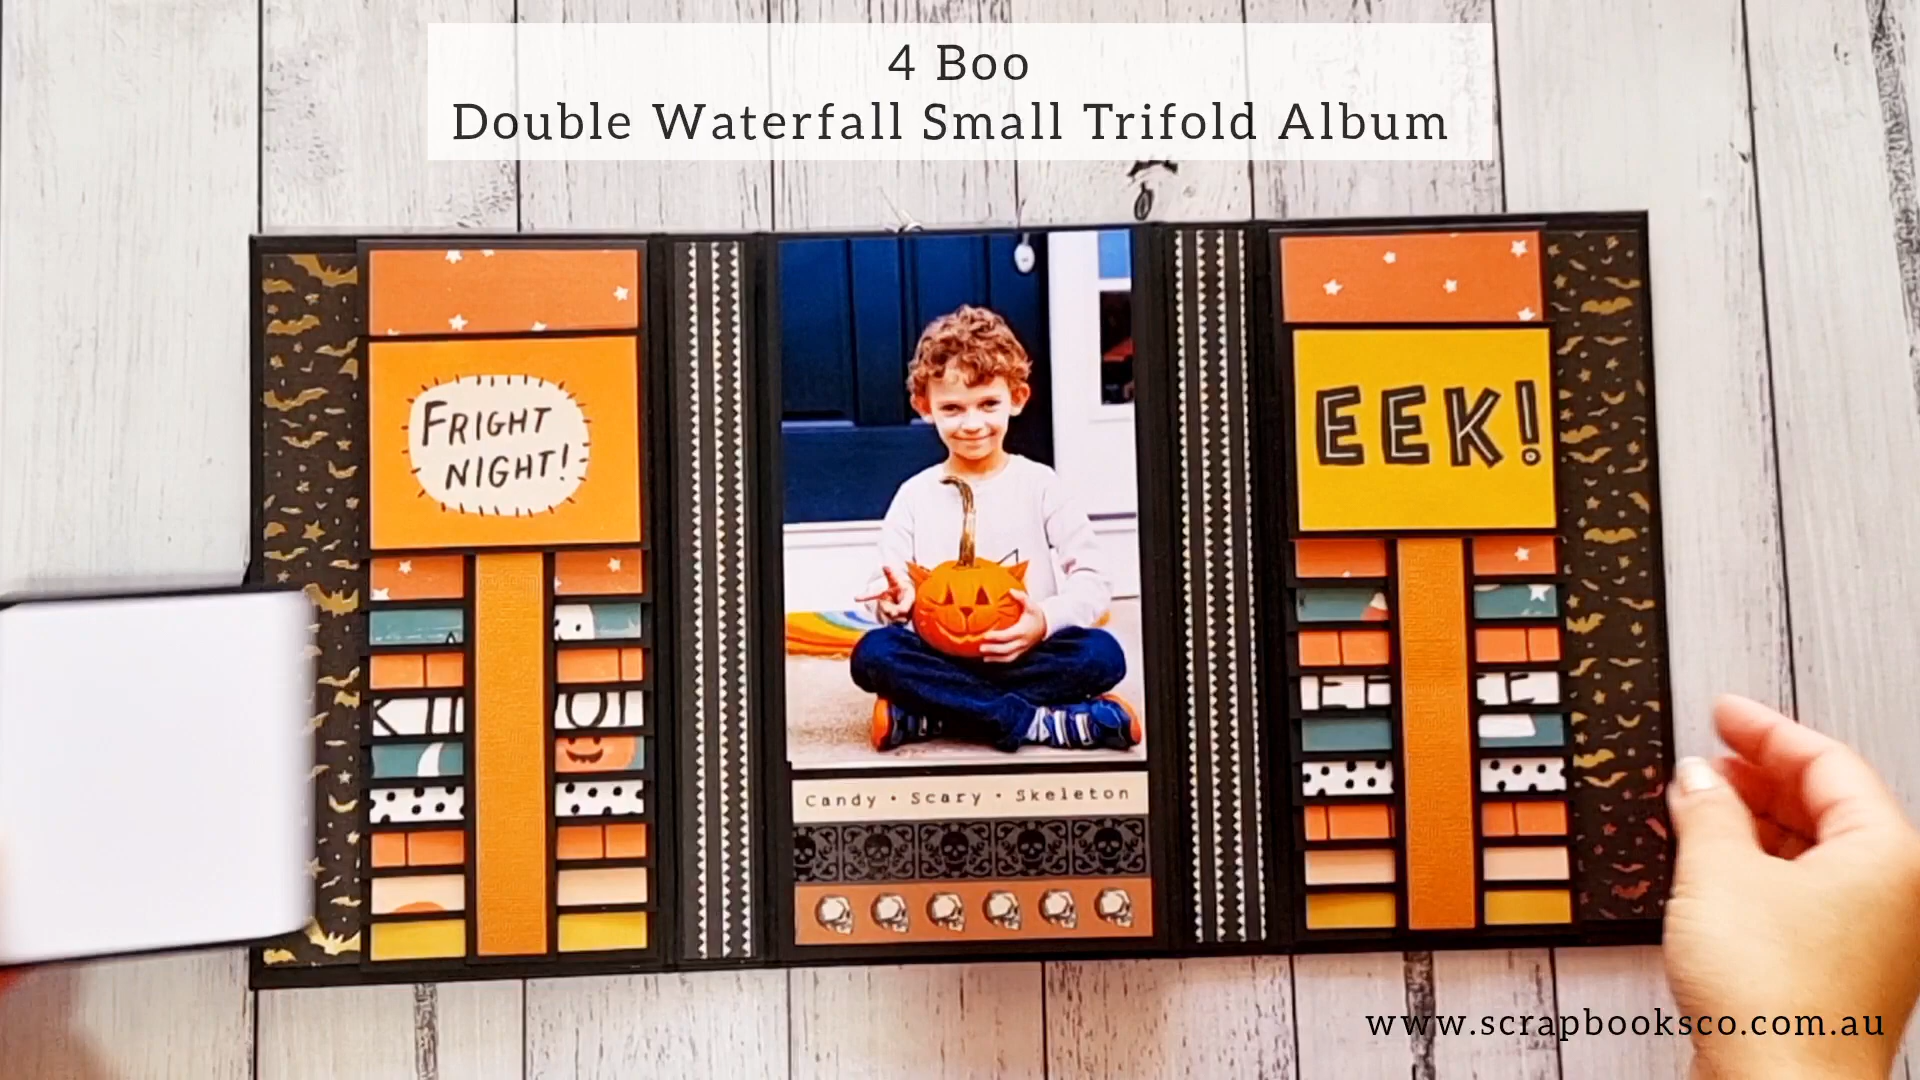 4 Boo
Double Waterfall Small Trifold Album
FRIGHT
NIGHT!
EEK!
Candy • Scary • Skeleton
www.scrapbooksco.com.au